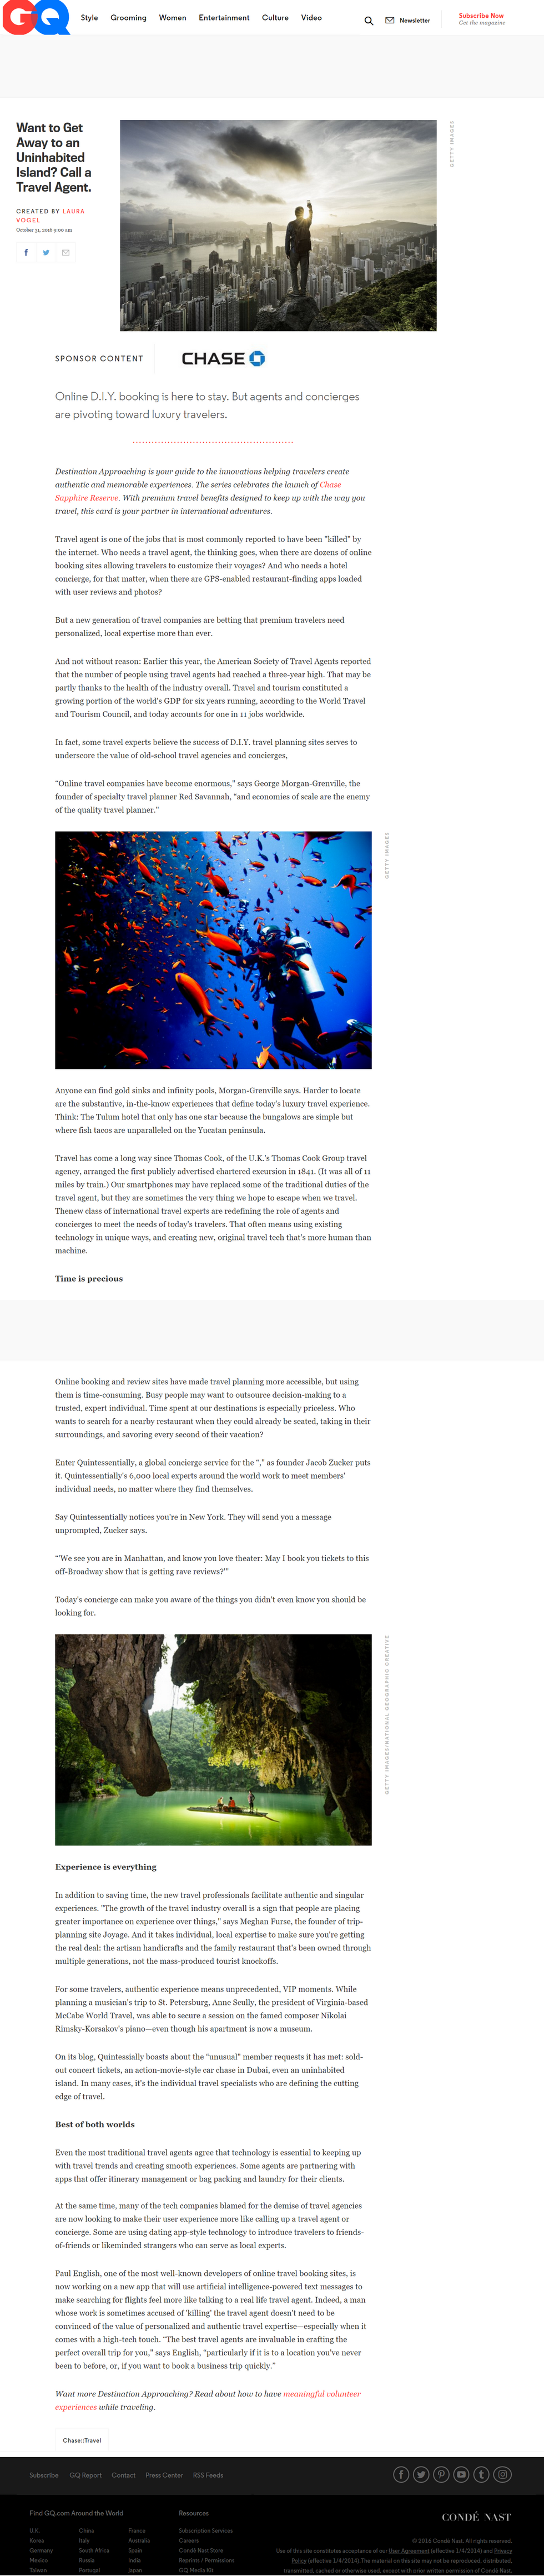 GQ
Style Grooming Women Entertainment Culture Video
Newsletter
Subscribe Now
Get the magazine
Want to Get
Away to an
Uninhabited
Island? Call a
Travel Agent.
CREATED BY LAURA
VOGEL
October 31, 2016 9:00 am
GETTY IMAGES
SPONSOR CONTENT
CHASE
Online D.I.Y. booking is here to stay. But agents and concierges
are pivoting toward luxury travelers.
Destination Approaching is your guide to the innovations helping travelers create
authentic and memorable experiences. The series celebrates the launch of Chase
Sapphire Reserve. With premium travel benefits designed to keep up with the way you
travel, this card is your partner in international adventures.
Travel agent is one of the jobs that is most commonly reported to have been "killed" by
the internet. Who needs a travel agent, the thinking goes, when there are dozens of online
booking sites allowing travelers to customize their voyages? And who needs a hotel
concierge, for that matter, when there are GPS-enabled restaurant-finding apps loaded
with user reviews and photos?
But a new generation of travel companies are betting that premium travelers need
personalized, local expertise more than ever.
And not without reason: Earlier this year, the American Society of Travel Agents reported
that the number of people using travel agents had reached a three-year high. That may be
partly thanks to the health of the industry overall. Travel and tourism constituted a
growing portion of the world's GDP for six years running, according to the World Travel
and Tourism Council, and today accounts for one in 11 jobs worldwide.
In fact, some travel experts believe the success of D.I.Y. travel planning sites serves to
underscore the value of old-school travel agencies and concierges,
"Online travel companies have become enormous," says George Morgan-Grenville, the
founder of specialty travel planner Red Savannah, "and economies of scale are the enemy
of the quality travel planner."
GETTY IMAGES
Anyone can find gold sinks and infinity pools, Morgan-Grenville says. Harder to locate
are the substantive, in-the-know experiences that define today's luxury travel experience.
Think: The Tulum hotel that only has one star because the bungalows are simple but
where fish tacos are unparalleled on the Yucatan peninsula.
Travel has come a long way since Thomas Cook, of the U.K.'s Thomas Cook Group travel
agency, arranged the first publicly advertised chartered excursion in 1841. (It was all of 11
miles by train.) Our smartphones may have replaced some of the traditional duties of the
travel agent, but they are sometimes the very thing we hope to escape when we travel.
Thenew class of international travel experts are redefining the role of agents and
concierges to meet the needs of today's travelers. That often means using existing
technology in unique ways, and creating new, original travel tech that's more human than
machine.
Time is precious
Online booking and review sites have made travel planning more accessible, but using
them is time-consuming. Busy people may want to outsource decision-making to a
trusted, expert individual. Time spent at our destinations is especially priceless. Who
wants to search for a nearby restaurant when they could already be seated, taking in their
surroundings, and savoring every second of their vacation?
Enter Quintessentially, a global concierge service for the "," as founder Jacob Zucker puts
it. Quintessentially's 6,000 local experts around the world work to meet members'
individual needs, no matter where they find themselves.
Say Quintessentially notices you're in New York. They will send you a message
unprompted, Zucker says.
"'We see you are in Manhattan, and know you love theater: May I book you tickets to this
off-Broadway show that is getting rave reviews?'"
Today's concierge can make you aware of the things you didn't even know you should be
looking for.
GETTY IMAGES/NATIONAL GEOGRAPHIC CREATIVE
Experience is everything
In addition to saving time, the new travel professionals facilitate authentic and singular
experiences. "The growth of the travel industry overall is a sign that people are placing
greater importance on experience over things," says Meghan Furse, the founder of trip-
planning site Joyage. And it takes individual, local expertise to make sure you're getting
the real deal: the artisan handicrafts and the family restaurant that's been owned through
multiple generations, not the mass-produced tourist knockoffs.
For some travelers, authentic experience means unprecedented, VIP moments. While
planning a musician's trip to St. Petersburg, Anne Scully, the president of Virginia-based
McCabe World Travel, was able to secure a session on the famed composer Nikolai
Rimsky-Korsakov's piano—even though his apartment is now a museum.
On its blog, Quintessially boasts about the "unusual" member requests it has met: sold-
out concert tickets, an action-movie-style car chase in Dubai, even an uninhabited
island. In many cases, it's the individual travel specialists who are defining the cutting
edge of travel.
Best of both worlds
Even the most traditional travel agents agree that technology is essential to keeping up
with travel trends and creating smooth experiences. Some agents are partnering with
apps that offer itinerary management or bag packing and laundry for their clients.
At the same time, many of the tech companies blamed for the demise of travel agencies
are now looking to make their user experience more like calling up a travel agent or
concierge. Some are using dating app-style technology to introduce travelers to friends-
of-friends or likeminded strangers who can serve as local experts.
Paul English, one of the most well-known developers of online travel booking sites, is
now working on a new app that will use artificial intelligence-powered text messages to
make searching for flights feel more like talking to a real life travel agent. Indeed, a man
whose work is sometimes accused of 'killing' the travel agent doesn't need to be
convinced of the value of personalized and authentic travel expertise—especially when it
comes with a high-tech touch. "The best travel agents are invaluable in crafting the
perfect overall trip for you," says English, "particularly if it is to a location you've never
been to before, or, if you want to book a business trip quickly."
Want more Destination Approaching? Read about how to have meaningful volunteer
experiences while traveling.
Chase::Travel
Subscribe GQ Report Contact Press Center RSS Feeds
Find GQ.com Around the World
U.K. China France
Korea Italy Australia
Germany South Africa Spain
Mexico Russia India
Taiwan Portugal Japan
Resources
Subscription Services
Careers
Condé Nast Store
Reprints / Permissions
GQ Media Kit
CONDÉ NAST
© 2016 Condé Nast. All rights reserved.
Use of this site constitutes acceptance of our User Agreement (effective 1/4/2014) and Privacy
Policy (effective 1/4/2014).The material on this site may not be reproduced, distributed,
transmitted, cached or otherwise used, except with prior written permission of Condé Nast.